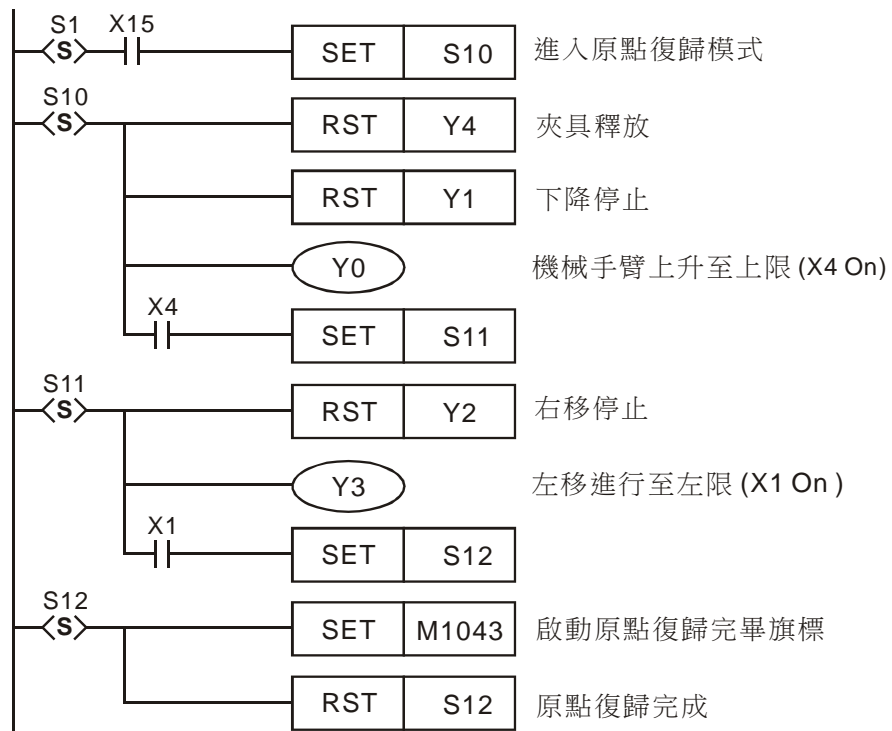 S1 X15
S SET S10 進入原點復歸模式
S10
S RST Y4 夾具釋放
RST Y1 下降停止
Y0 機械手臂上升至上限 (X4 On)
X4
SET S11
S11
S RST Y2 右移停止
Y3 左移進行至左限 (X1 On )
X1
SET S12
S12
S SET M1043 啟動原點復歸完畢旗標
RST S12 原點復歸完成